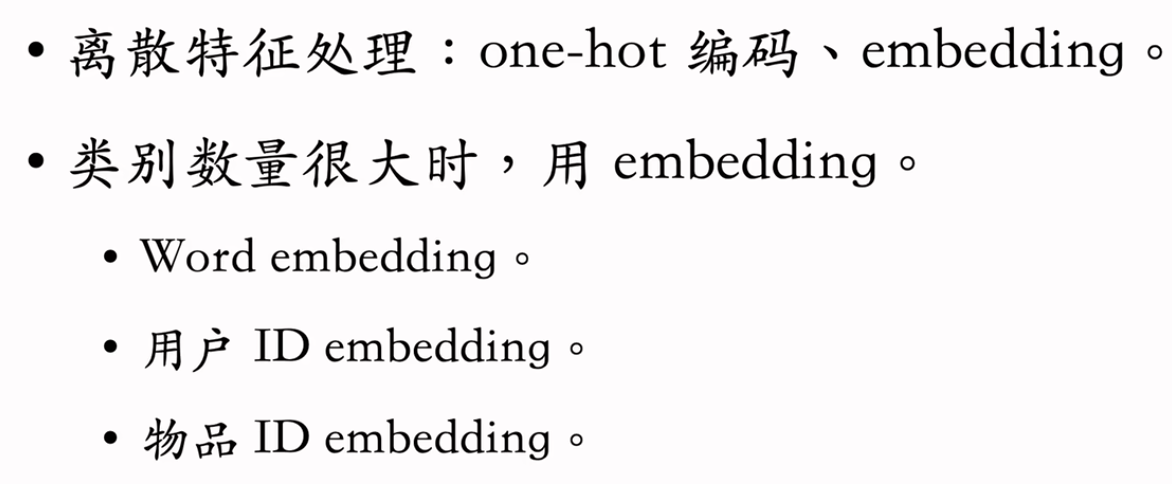 • 离散特征处理：one-hot 编码、embedding。
• 类别数量很大时，用 embedding。
• Word embedding。
• 用户 ID embedding。
• 物品 ID embedding。